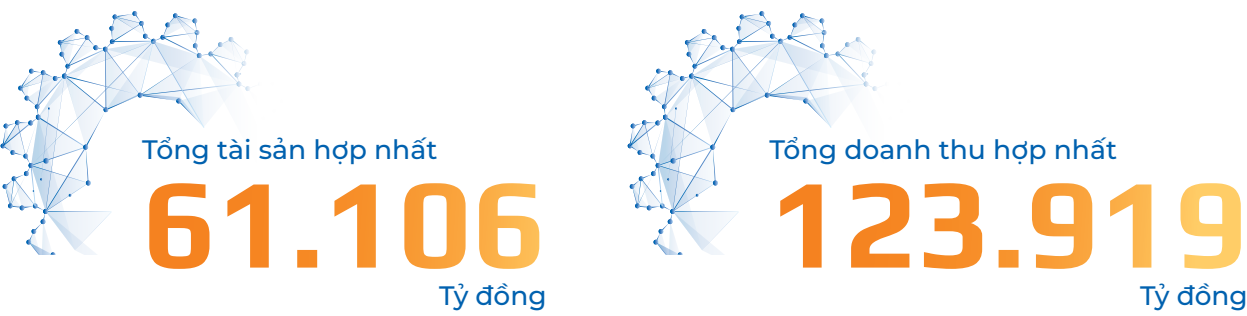 Tổng tài sản hợp nhất
61.106
Tỷ đồng
Tổng doanh thu hợp nhất
123.919
Tỷ đồng